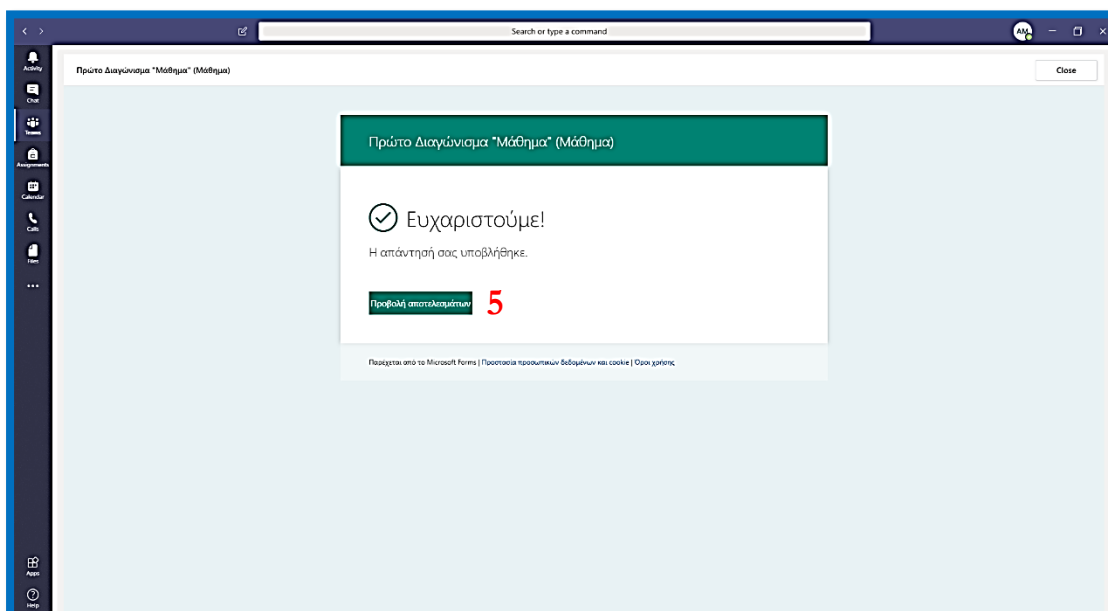 Search or type a command
AM
Activity
Πρώτο Διαγώνισμα "Μάθημα" (Μάθημα)
Close
Chat
Teams
Assignments
Calendar
Calls
Files
Πρώτο Διαγώνισμα "Μάθημα" (Μάθημα)
Ευχαριστούμε!
Η απάντησή σας υποβλήθηκε.
Προβολή αποτελεσμάτων 5
Παρέχεται από το Microsoft Forms | Προστασία προσωπικών δεδομένων και cookie | Όροι χρήσης
Apps
Help